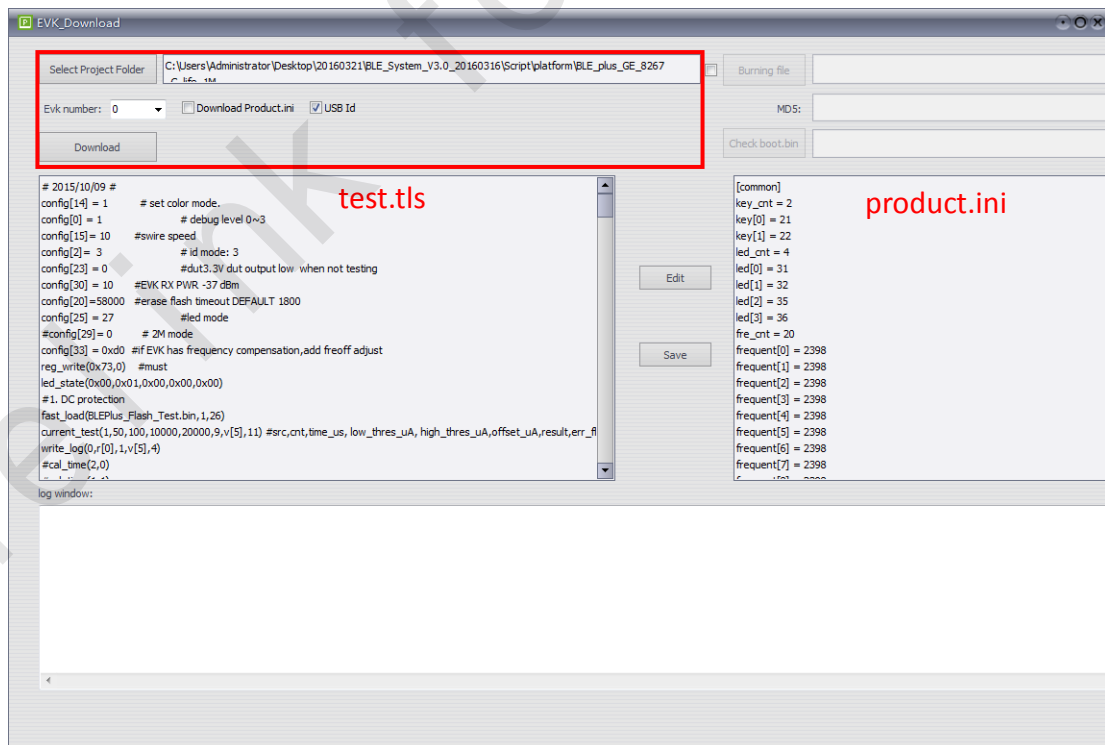 EVK_Download
Select Project Folder
C:\Users\Administrator\Desktop\20160321\BLE_System_V3.0_20160316\Script\platform\BLE_plus_GE_8267
Burning file
Evk number: 0
Download Product.ini
USB Id
MD5:
Download
Check boot.bin
# 2015/10/09 #
config[14] = 1 # set color mode.
config[0] = 1 # debug level 0~3
config[15]= 10 #swire speed
config[2]= 3 # id mode: 3
config[23] = 0 #dut3.3V dut output low when not testing
config[30] = 10 #EVK RX PWR -37 dBm
config[20]=58000 #erase flash timeout DEFAULT 1800
config[25] = 27 #led mode
#config[29]= 0 # 2M mode
config[33] = 0xd0 #if EVK has frequency compensation,add freoff adjust
reg_write(0x73,0) #must
led_state(0x00,0x01,0x00,0x00,0x00)
#1. DC protection
fast_load(BLEPlus_Flash_Test.bin,1,26)
current_test(1,50,100,10000,20000,9,v[5],11) #src,cnt,time_us, low_thres_uA, high_thres_uA,offset_uA,result,err_fl
write_log(0,r[0],1,v[5],4)
#cal_time(2,0)
test.tls
Edit
Save
[common]
key_cnt = 2
key[0] = 21
key[1] = 22
led_cnt = 4
led[0] = 31
led[1] = 32
led[2] = 35
led[3] = 36
fre_cnt = 20
frequent[0] = 2398
frequent[1] = 2398
frequent[2] = 2398
frequent[3] = 2398
frequent[4] = 2398
frequent[5] = 2398
frequent[6] = 2398
frequent[7] = 2398
product.ini
log window: